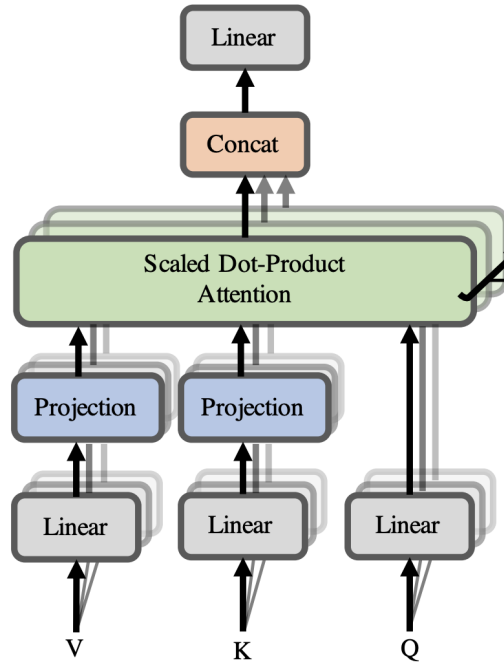 Linear
Concat
Scaled Dot-Product
Attention
Projection
Projection
Linear
Linear
Linear
V
K
Q